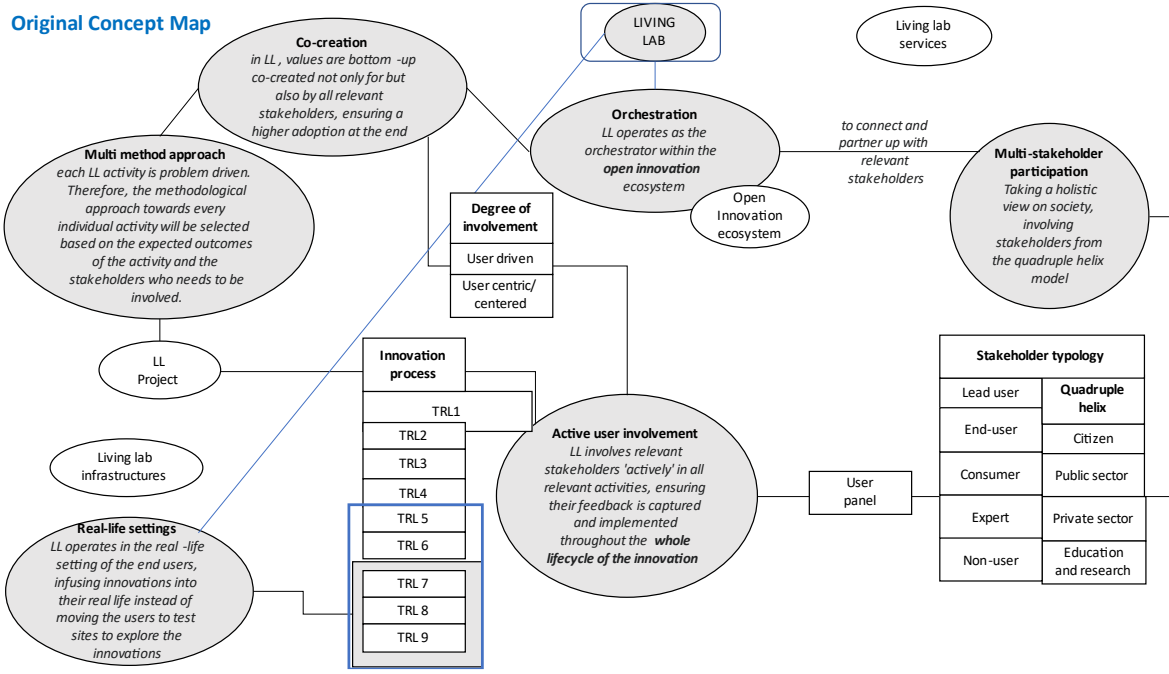 Original Concept Map
Co-creation
in LL , values are bottom -up
co-created not only for but
also by all relevant
stakeholders, ensuring a
higher adoption at the end
LIVING
LAB
Living lab
services
Orchestration
LL operates as the
orchestrator within the
open innovation
ecosystem
Open
Innovation
ecosystem
to connect and
partner up with
relevant
stakeholders
Multi-stakeholder
participation
Taking a holistic
view on society,
involving
stakeholders from
the quadruple helix
model
Multi method approach
each LL activity is problem driven.
Therefore, the methodological
approach towards every
individual activity will be selected
based on the expected outcomes
of the activity and the
stakeholders who needs to be
involved.
Degree of
involvement
User driven
User centric/
centered
LL
Project
Innovation
process
TRL1
TRL2
TRL3
TRL4
TRL 5
TRL 6
TRL 7
TRL 8
TRL 9
Living lab
infrastructures
Real-life settings
LL operates in the real -life
setting of the end users,
infusing innovations into
their real life instead of
moving the users to test
sites to explore the
innovations
Active user involvement
LL involves relevant
stakeholders 'actively' in all
relevant activities, ensuring
their feedback is captured
and implemented
throughout the whole
lifecycle of the innovation
User
panel
Stakeholder typology
Lead user
End-user
Consumer
Expert
Non-user
Quadruple
helix
Citizen
Public sector
Private sector
Education
and research